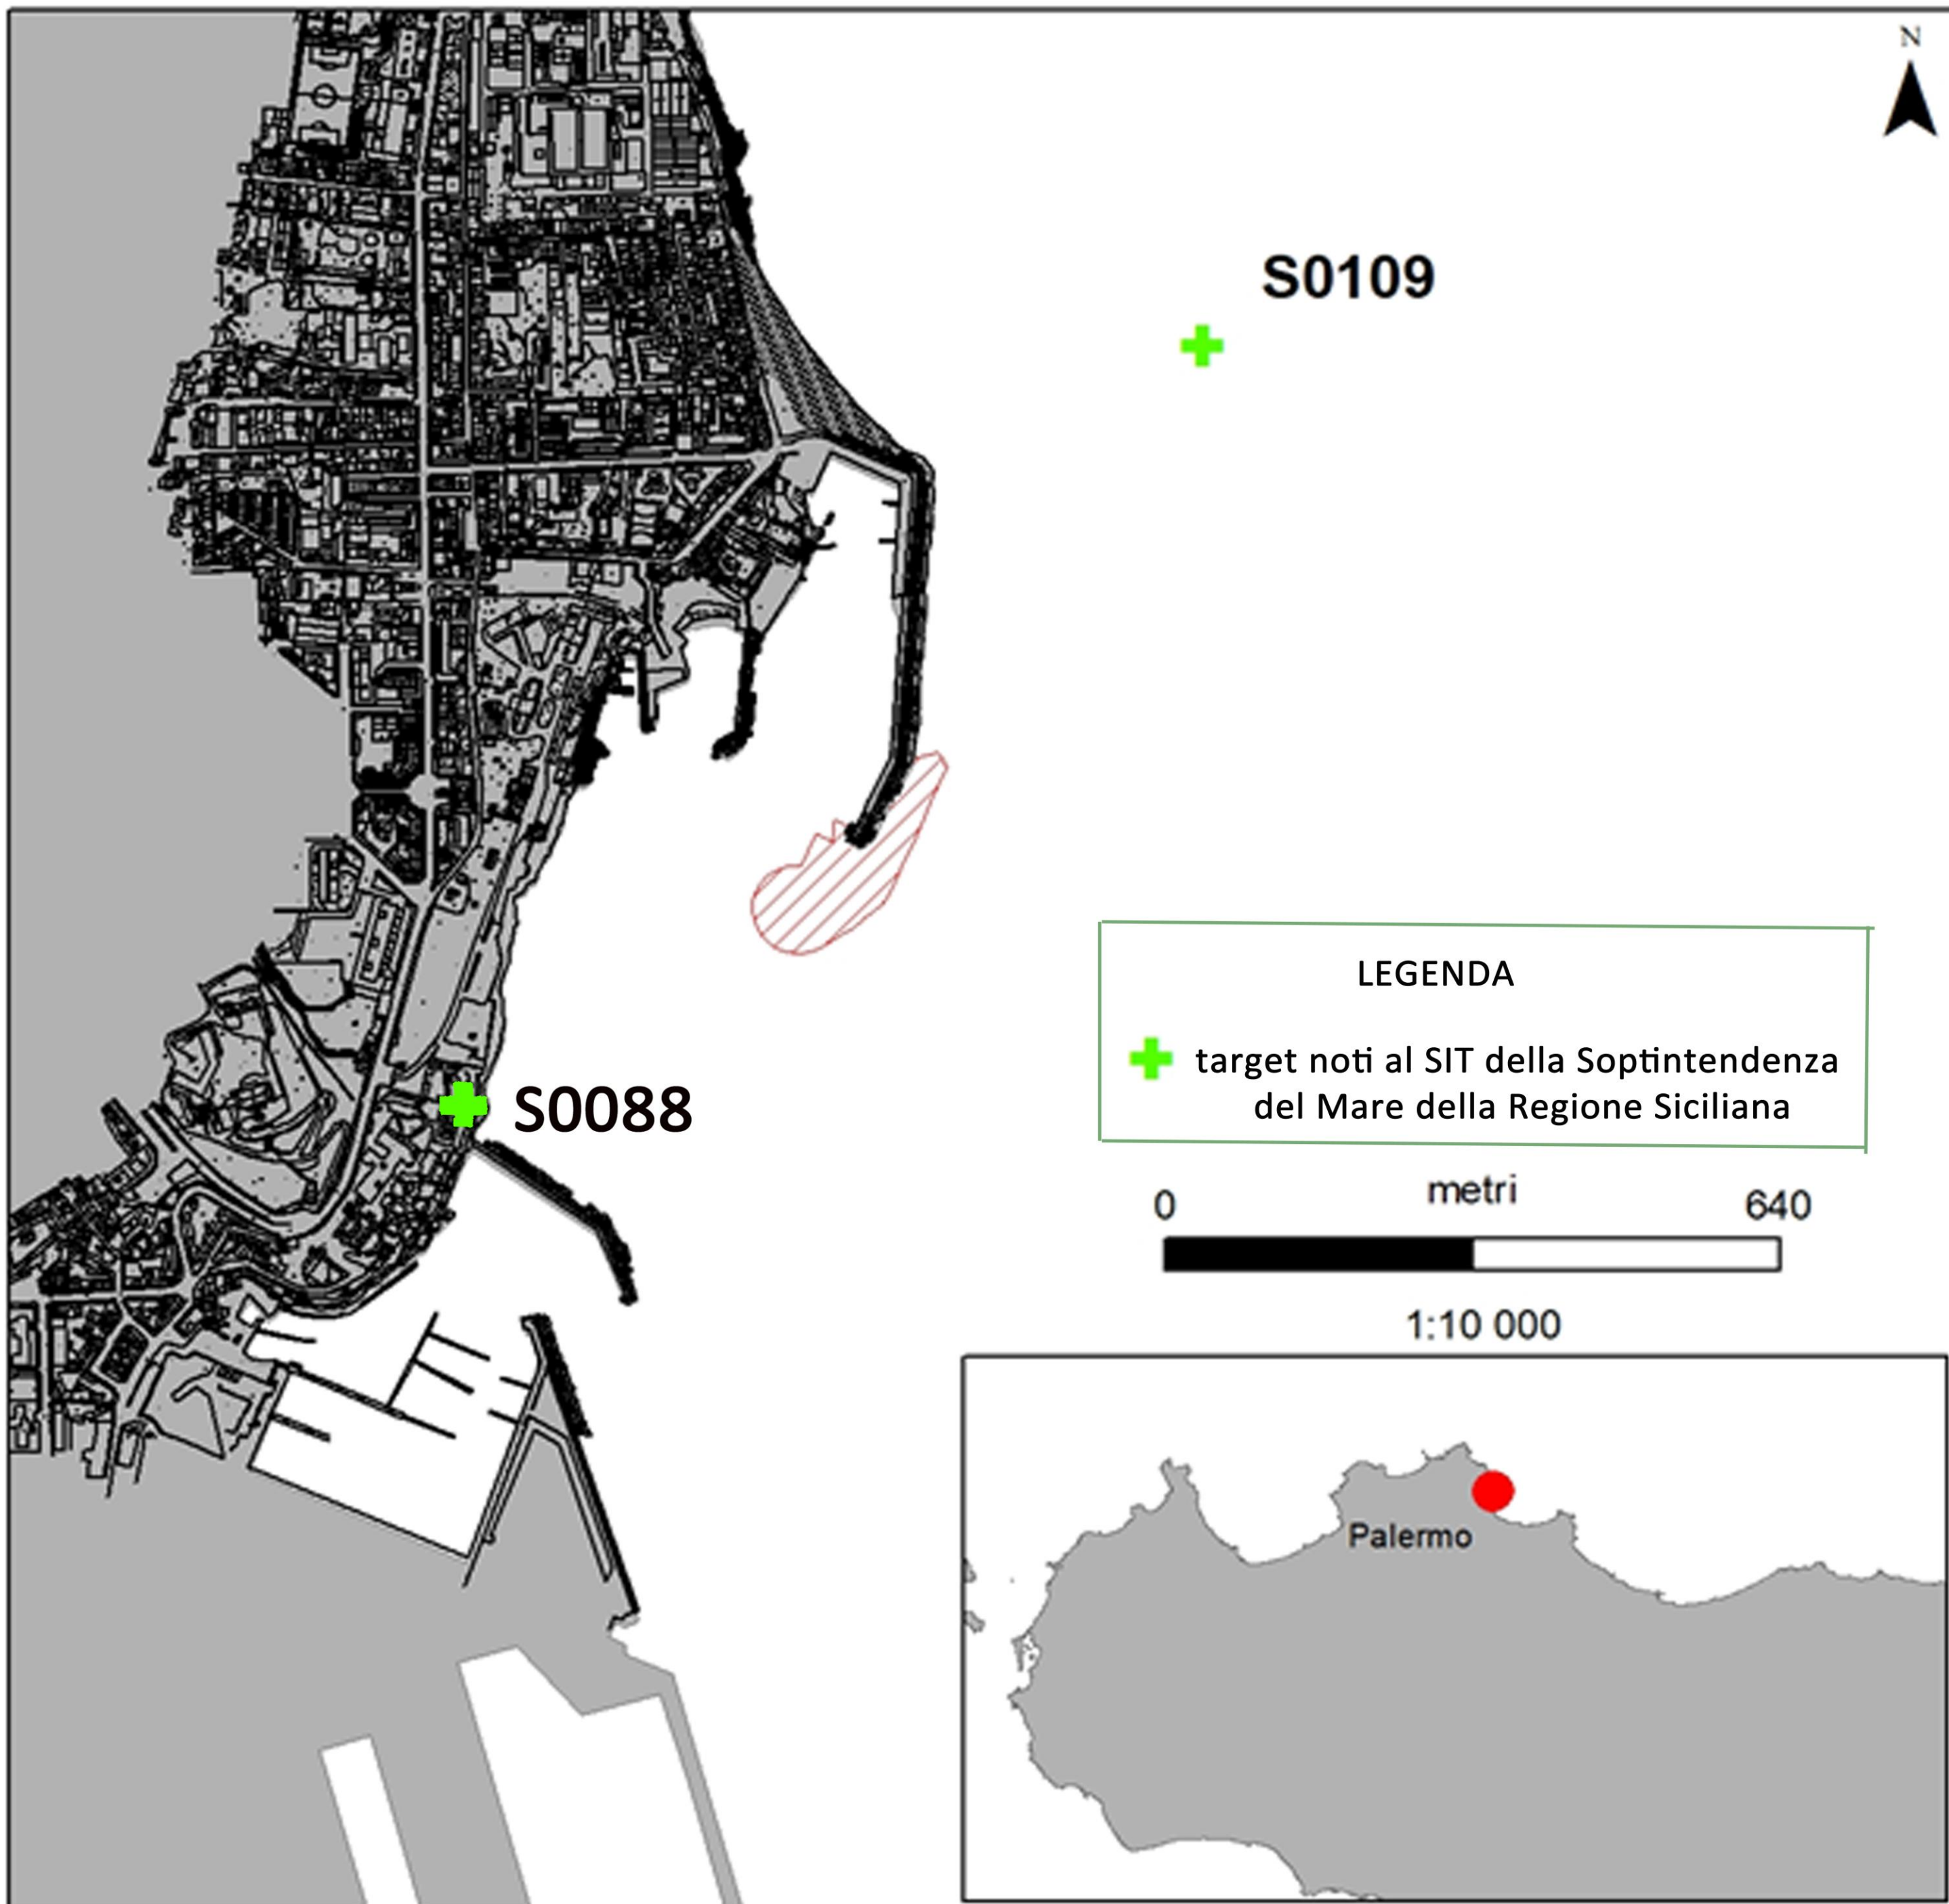 N
S0109
LEGENDA
target noti al SIT della Soptintendenza
del Mare della Regione Siciliana
S0088
metri
0 640
1:10 000
Palermo